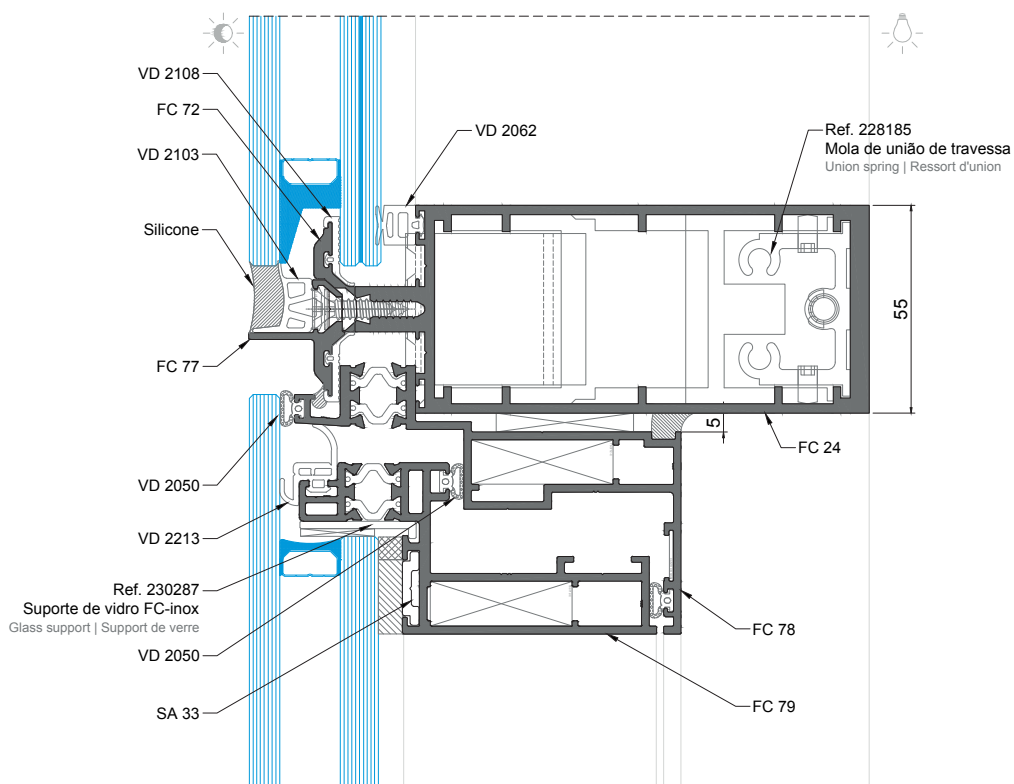 VD 2108
FC 72
VD 2103
Silicone
FC 77
VD 2050
VD 2213
Ref. 230287
Suporte de vidro FC-inox
Glass support | Support de verre
VD 2050
SA 33
VD 2062
Ref. 228185
Mola de união de travessa
Union spring | Ressort d'union
55
5
FC 24
FC 78
FC 79